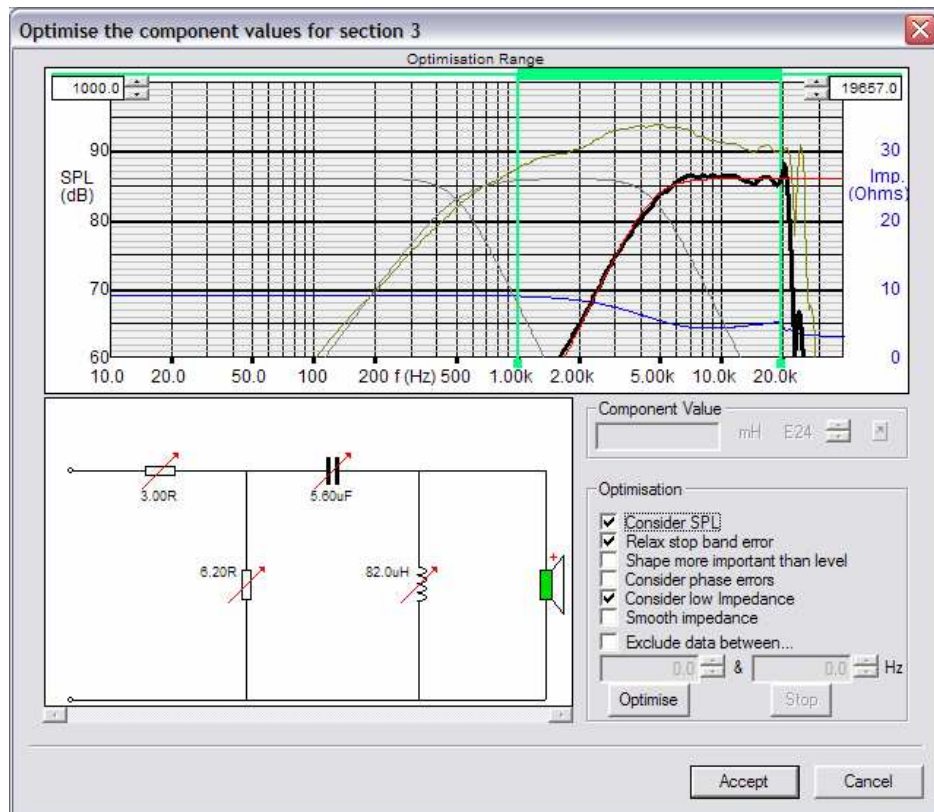 Optimise the component values for section 3
Optimisation Range
1000.0
19657.0
90
30
SPL
(dB)
Imp.
(Ohms)
80
20
70
10
60
0
10.0 20.0 50.0 100 200 f (Hz) 500 1.00k 2.00k 5.00k 10.0k 20.0k
Component Value
mH E24
3.00R
5.60uF
6.20R
82.0uH
+
Optimisation
Consider SPL
Relax stop band error
Shape more important than level
Consider phase errors
Consider low Impedance
Smooth impedance
Exclude data between...
0.0 & 0.0 Hz
Optimise Stop
Accept Cancel